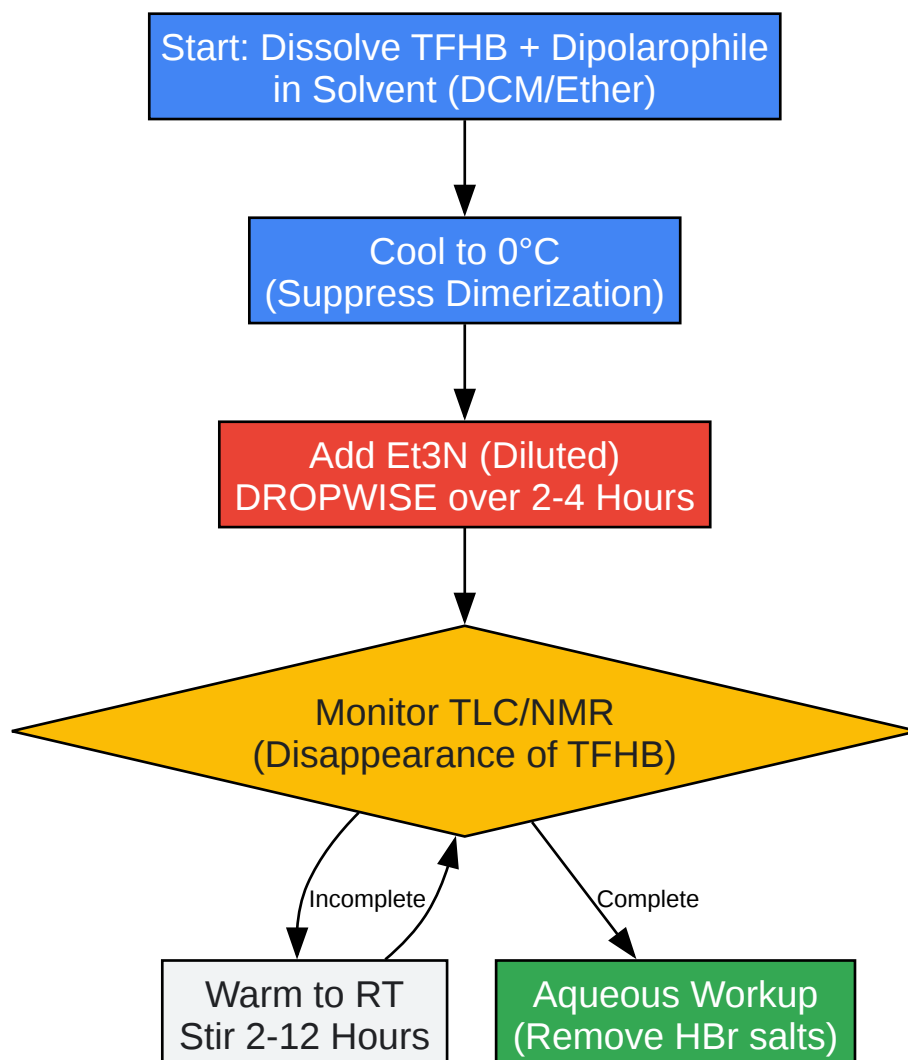 Start: Dissolve TFHB + Dipolarophile
in Solvent (DCM/Ether)
Cool to 0°C
(Suppress Dimerization)
Add Et3N (Diluted)
DROPWISE over 2-4 Hours
Monitor TLC/NMR
(Disappearance of TFHB)
Incomplete
Complete
Warm to RT
Stir 2-12 Hours
Aqueous Workup
(Remove HBr salts)